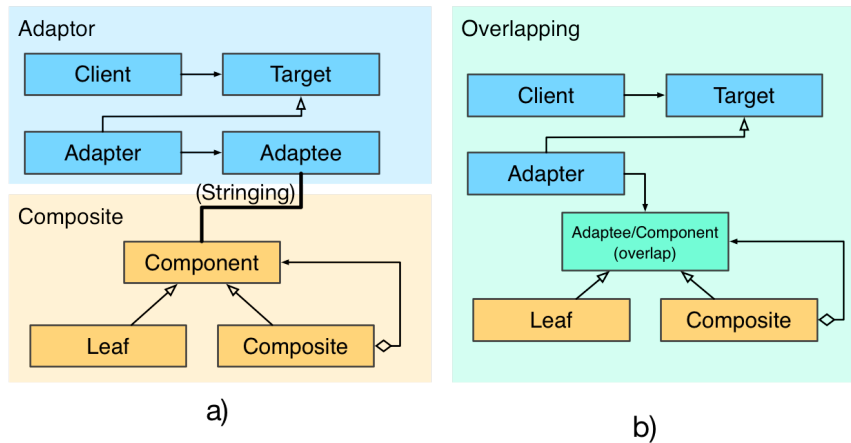 Adaptor
Client
Target
Adapter
Adaptee
(Stringing)
Composite
Component
Leaf
Composite
a)
Overlapping
Client
Target
Adapter
Adaptee/Component
(overlap)
Leaf
Composite
b)